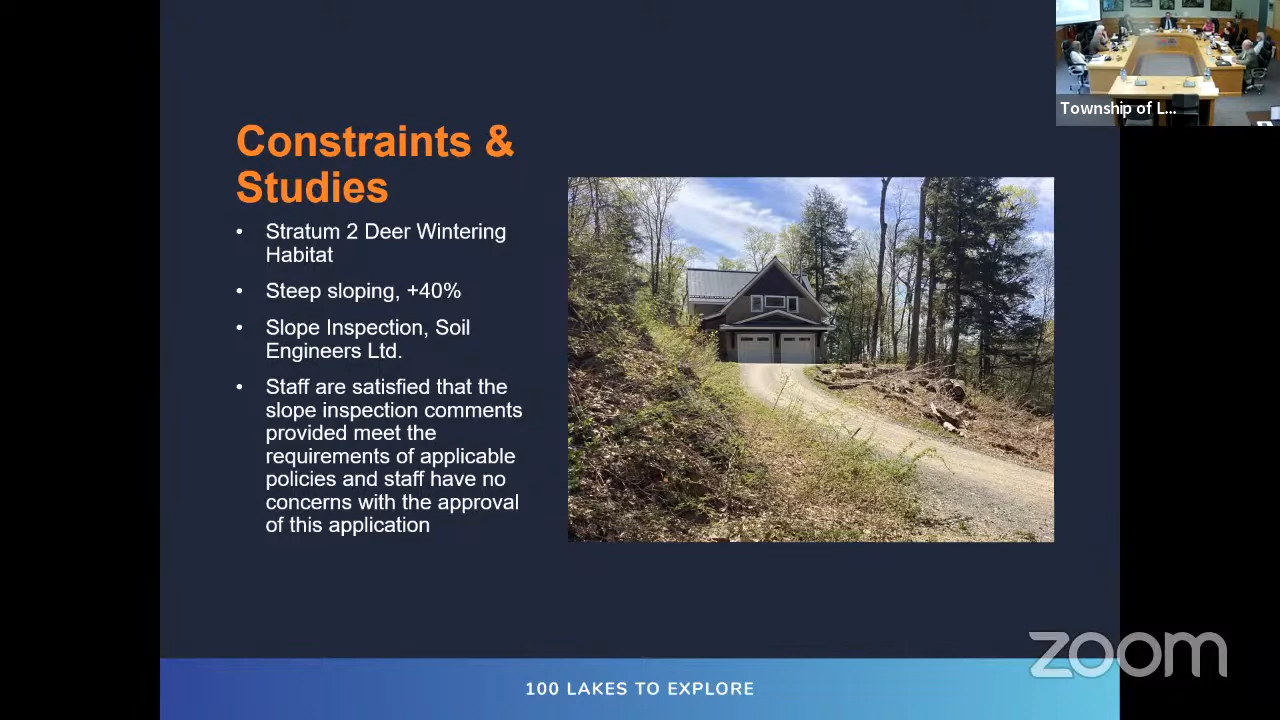 Township of L...
Constraints &
Studies
• Stratum 2 Deer Wintering
Habitat
• Steep sloping, +40%
• Slope Inspection, Soil
Engineers Ltd.
• Staff are satisfied that the
slope inspection comments
provided meet the
requirements of applicable
policies and staff have no
concerns with the approval
of this application
zoom
100 LAKES TO EXPLORE